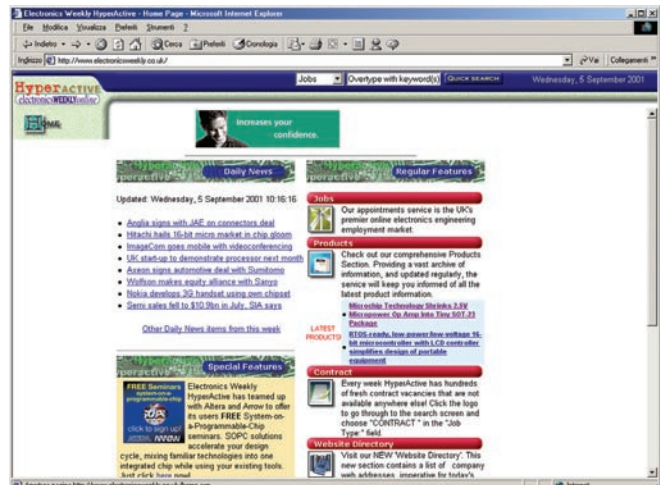 Electronics Weekly HyperActive - Home Page - Microsoft Internet Explorer
File Modifica Visualizza Preferiti Strumenti ?
Indietro Cerca Preferiti Cronologia
Indirizzo http://www.electronicsweekly.co.uk/ Vai Collegamenti
Jobs Overtype with keyword(s) QUICK SEARCH Wednesday, 5 September 2001
HYPERACTIVE
electronicsWEEKLYonline
HOME
Increases your
confidence.
Daily News
Updated: Wednesday, 5 September 2001 10:16:16
Anglia signs with JAE on connectors deal
Hitachi hails 16-bit micro market in chip gloom
ImageCom goes mobile with videoconferencing
UK start-up to demonstrate processor next month
Axeon signs automotive deal with Sumitomo
Wolfson makes equity alliance with Sanyo
Nokia develops 3G handset using own chipset
Semi sales fell to $10.9bn in July, SIA says
Other Daily News items from this week
Special Features
FREE Seminars
system-on-a-
programmable-chip
click to sign up!
ARROW
Electronics Weekly
HyperActive has teamed up
with Altera and Arrow to offer
its users FREE System-on-
a-Programmable-Chip
seminars. SOPC solutions
accelerate your design
cycle, mixing familiar technologies into one
integrated chip while using your existing tools.
Just click here now!
Regular Features
Jobs
Our appointments service is the UK's
premier online electronics engineering
employment market.
Products
Check out our comprehensive Products
Section. Providing a vast archive of
information, and updated regularly, the
service will keep you informed of all the
latest product information.
LATEST
PRODUCTS!
Microchip Technology Shrinks 2.5V
Micropower Op Amp Into Tiny SOT-23
Package
RTOS-ready, low-power low-voltage 16-
bit microcontroller with LCD controller
simplifies design of portable
equipment
Contract
Every week HyperActive has hundreds
of fresh contract vacancies that are not
available anywhere else! Click the logo
to go through to the search screen and
choose "CONTRACT " in the "Job
Type:" field.
Website Directory
Visit our NEW 'Website Directory'. This
new section contains a list of company
web addresses, imperative for today's
Internet